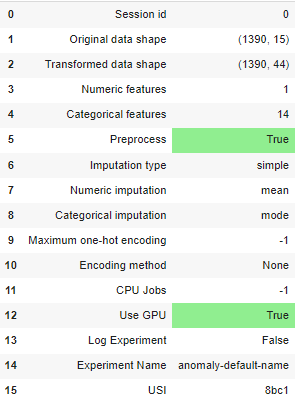 0 Session id 0
1 Original data shape (1390, 15)
2 Transformed data shape (1390, 44)
3 Numeric features 1
4 Categorical features 14
5 Preprocess True
6 Imputation type simple
7 Numeric imputation mean
8 Categorical imputation mode
9 Maximum one-hot encoding -1
10 Encoding method None
11 CPU Jobs -1
12 Use GPU True
13 Log Experiment False
14 Experiment Name anomaly-default-name
15 USI 8bc1